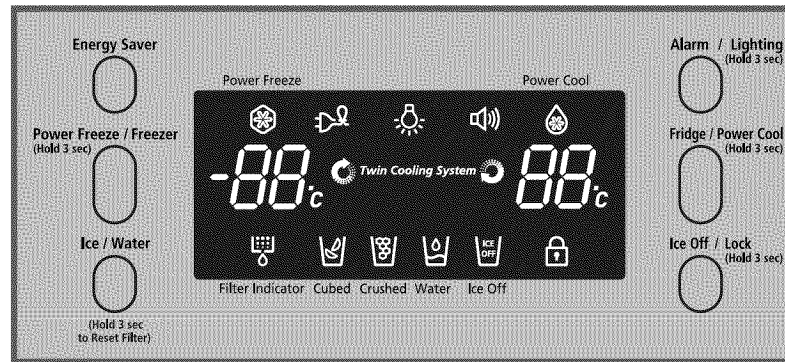 Energy Saver
Alarm / Lighting
(Hold 3 sec)
Power Freeze
Power Cool
Power Freeze / Freezer
(Hold 3 sec)
Fridge / Power Cool
(Hold 3 sec)
-88°c
Twin Cooling System
88°c
Ice / Water
ICE
OFF
Ice Off / Lock
(Hold 3 sec)
Filter Indicator Cubed Crushed Water Ice Off
(Hold 3 sec
to Reset Filter)